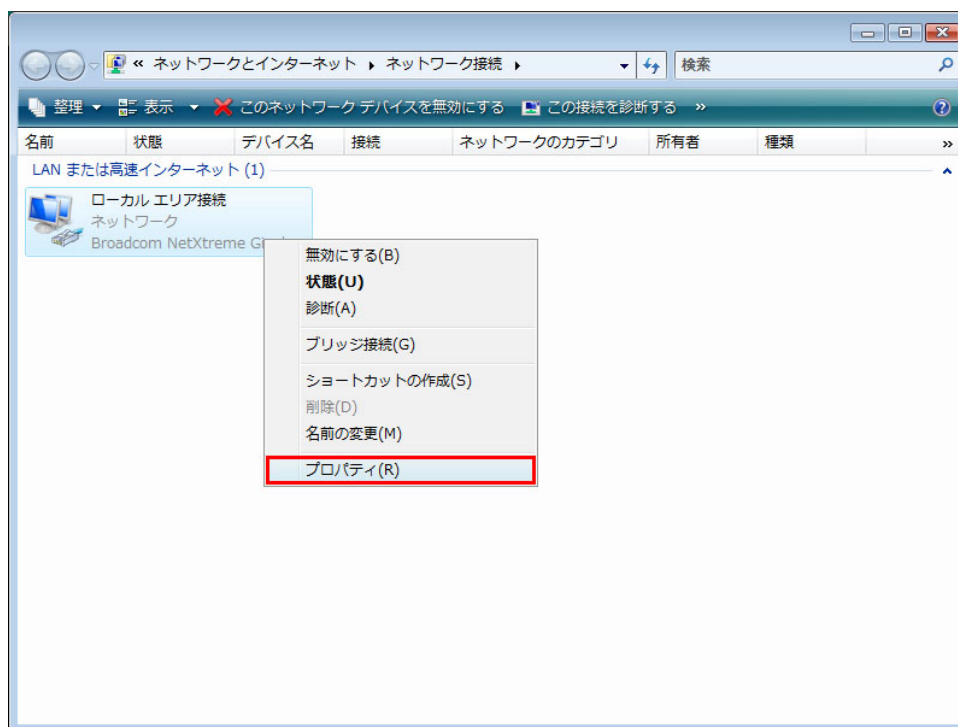 « ネットワークとインターネット ▸ ネットワーク接続 ▸ 検索
整理 表示 このネットワーク デバイスを無効にする この接続を診断する »
名前 状態 デバイス名 接続 ネットワークのカテゴリ 所有者 種類 »
LAN または高速インターネット (1)
ローカル エリア接続
ネットワーク
Broadcom NetXtreme
無効にする(B)
状態(U)
診断(A)
ブリッジ接続(G)
ショートカットの作成(S)
削除(D)
名前の変更(M)
プロパティ(R)